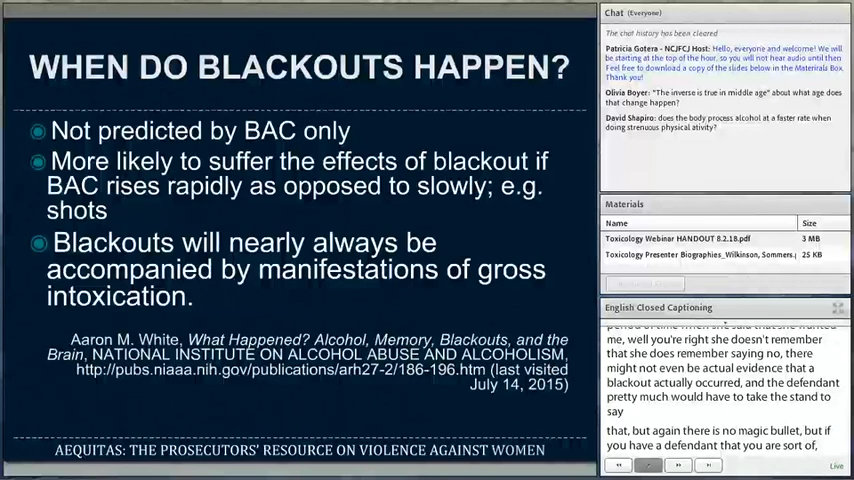 WHEN DO BLACKOUTS HAPPEN?
Not predicted by BAC only
More likely to suffer the effects of blackout if
BAC rises rapidly as opposed to slowly; e.g.
shots
Blackouts will nearly always be
accompanied by manifestations of gross
intoxication.
Aaron M. White, What Happened? Alcohol, Memory, Blackouts, and the
Brain, NATIONAL INSTITUTE ON ALCOHOL ABUSE AND ALCOHOLISM,
http://pubs.niaaa.nih.gov/publications/arh27-2/186-196.htm (last visited
July 14, 2015)
AEQUITAS: THE PROSECUTORS' RESOURCE ON VIOLENCE AGAINST WOMEN
Chat (Everyone)
The chat history has been cleared
Patricia Gotera - NCJFCJ Host: Hello, everyone and welcome! We will
be starting at the top of the hour, so you will not hear audio until then
Feel free to download a copy of the slides below in the Materirals Box.
Thank you!
Olivia Boyer: "The inverse is true in middle age" about what age does
that change happen?
David Shapiro: does the body process alcohol at a faster rate when
doing strenuous physical ativity?
Materials
Name Size
Toxicology Webinar HANDOUT 8.2.18.pdf 3 MB
Toxicology Presenter Biographies_Wilkinson, Sommers.p 25 KB
English Closed Captioning
period of time when she said that she wanted
me, well you're right she doesn't remember
that she does remember saying no, there
might not even be actual evidence that a
blackout actually occurred, and the defendant
pretty much would have to take the stand to
say
that, but again there is no magic bullet, but if
you have a defendant that you are sort of,
Live